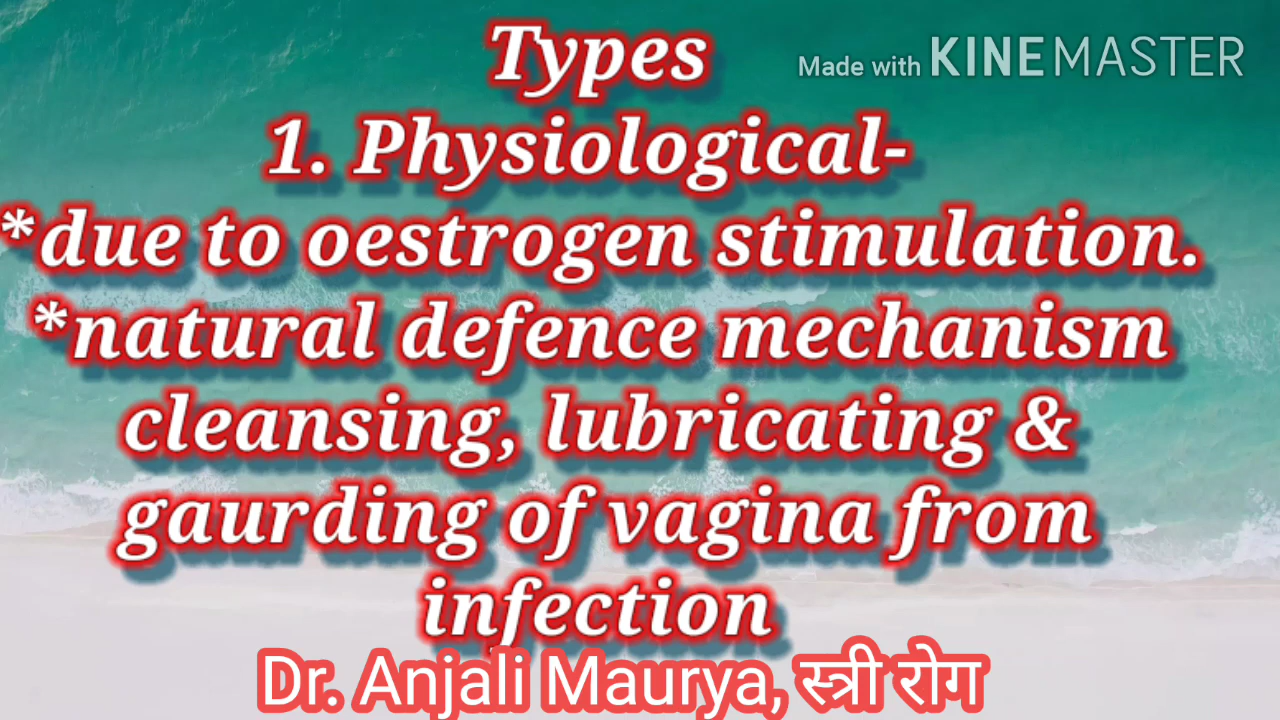 Types
Made with KINEMASTER
1. Physiological-
*due to oestrogen stimulation.
*natural defence mechanism
cleansing, lubricating &
gaurding of vagina from
infection
Dr. Anjali Maurya, स्त्री रोग